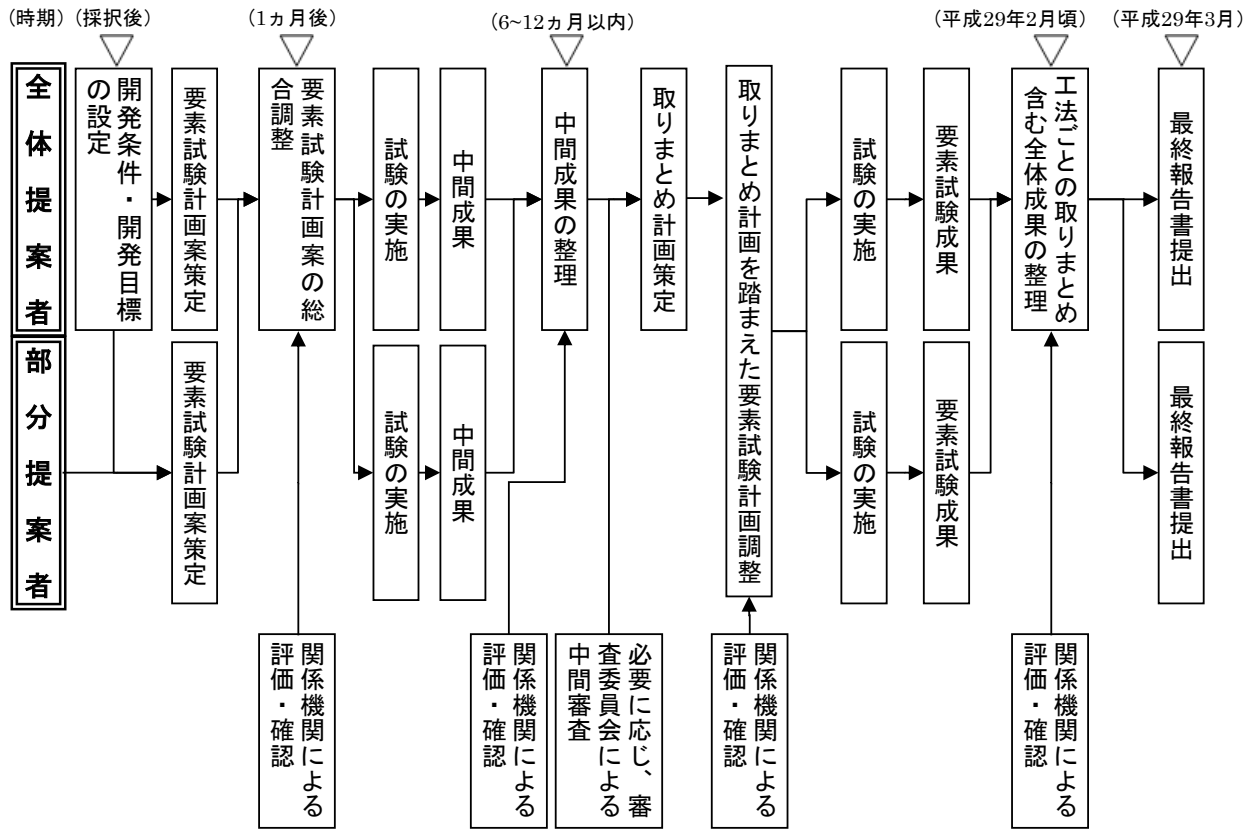 (時期)(採択後)
(1ヵ月後)
(6~12ヵ月以内)
(平成29年2月頃)
(平成29年3月)
全体提案者
開発条件・開発目標
の設定
要素試験計画案策定
要素試験計画案の総
合調整
試験の実施
中間成果
中間成果の整理
取りまとめ計画策定
取りまとめ計画を踏まえた要素試験計画調整
試験の実施
要素試験成果
工法ごとの取りまとめ
含む全体成果の整理
最終報告書提出
部分提案者
要素試験計画案策定
試験の実施
中間成果
試験の実施
要素試験成果
最終報告書提出
関係機関による
評価・確認
関係機関による
評価・確認
必要に応じ、審
査委員会による
中間審査
関係機関による
評価・確認
関係機関による
評価・確認